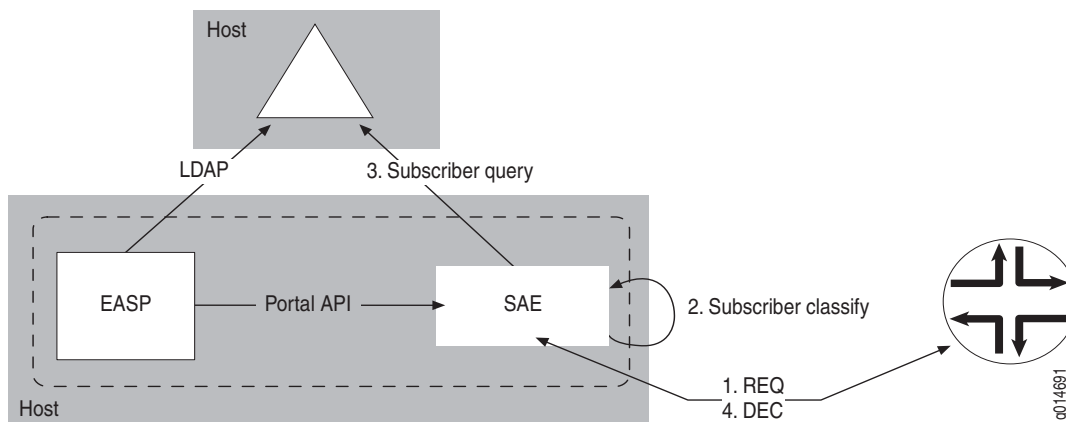 Host
LDAP
3. Subscriber query
EASP
Portal API
SAE
2. Subscriber classify
1. REQ
4. DEC
Host
g014691